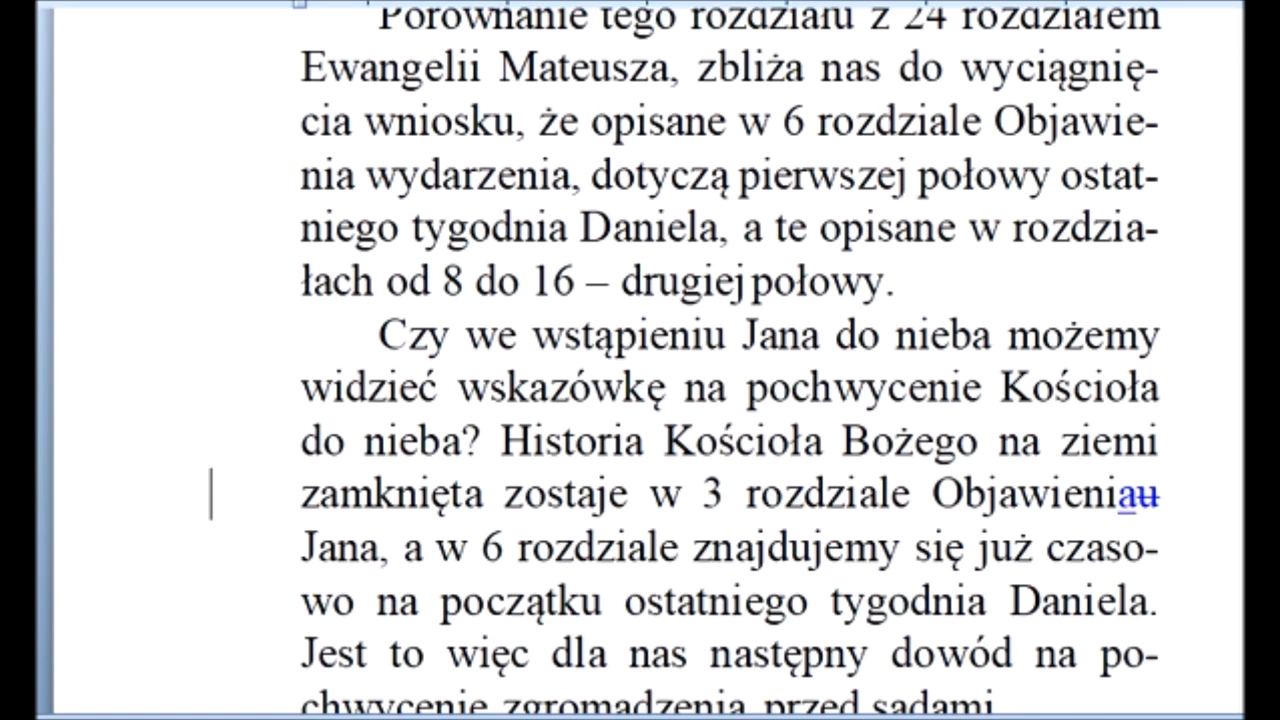 Porównanie tego rozdziału z 24 rozdziałem
Ewangelii Mateusza, zbliża nas do wyciągnię-
cia wniosku, że opisane w 6 rozdziale Objawie-
nia wydarzenia, dotyczą pierwszej połowy ostat-
niego tygodnia Daniela, a te opisane w rozdzia-
łach od 8 do 16 – drugiej połowy.
Czy we wstąpieniu Jana do nieba możemy
widzieć wskazówkę na pochwycenie Kościoła
do nieba? Historia Kościoła Bożego na ziemi
zamknięta zostaje w 3 rozdziale Objawieniau
Jana, a w 6 rozdziale znajdujemy się już czaso-
wo na początku ostatniego tygodnia Daniela.
Jest to więc dla nas następny dowód na po-
chwycenie zgromadzenia przed sądami